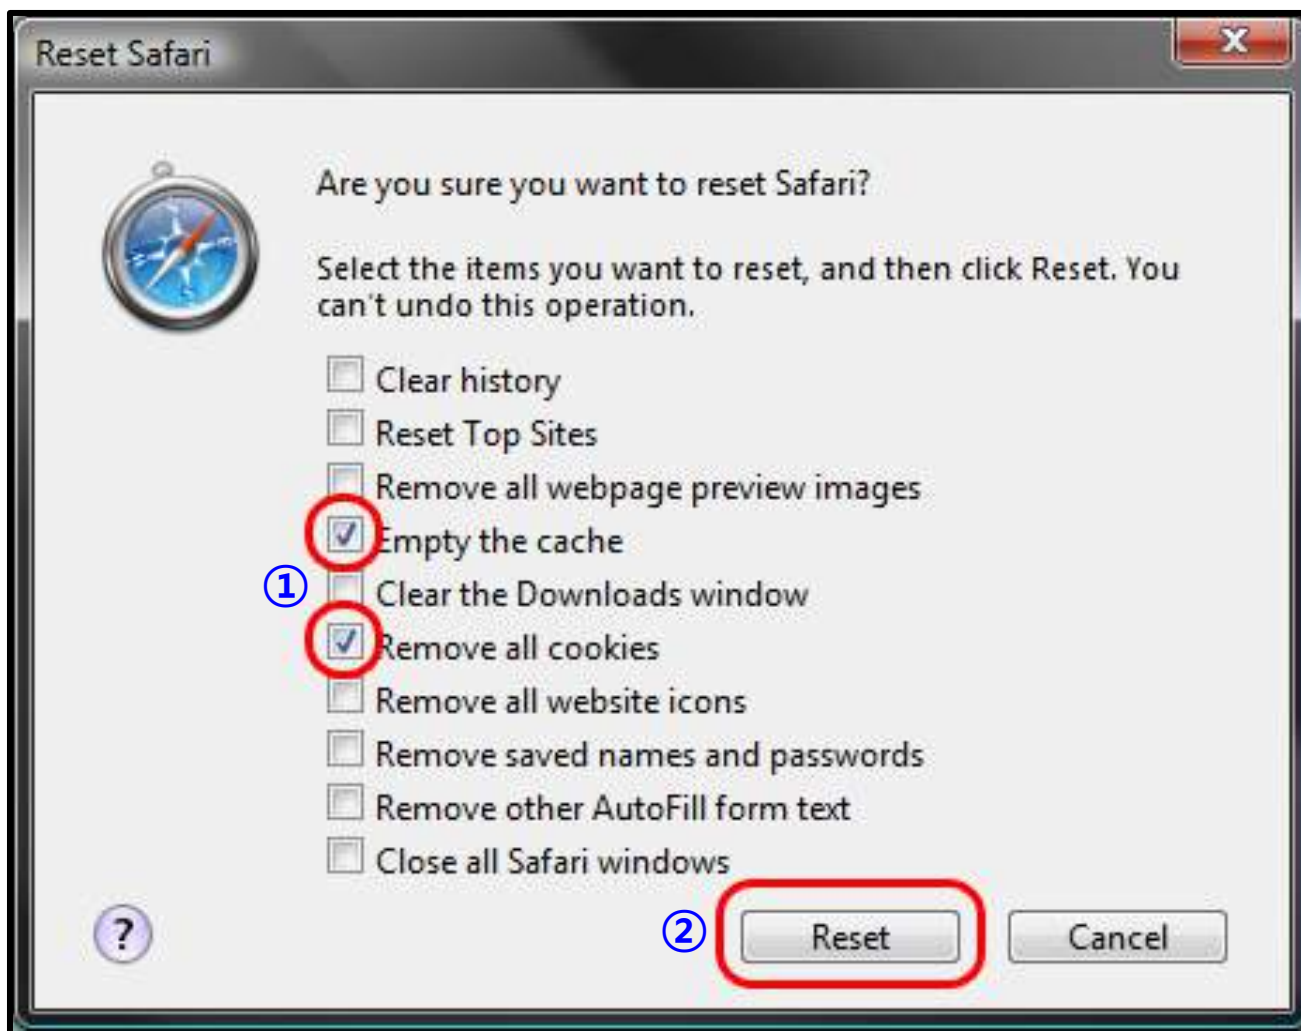 Reset Safari
X
Are you sure you want to reset Safari?
Select the items you want to reset, and then click Reset. You
can't undo this operation.
Clear history
Reset Top Sites
Remove all webpage preview images
Empty the cache
① Clear the Downloads window
Remove all cookies
Remove all website icons
Remove saved names and passwords
Remove other AutoFill form text
Close all Safari windows
? ② Reset Cancel